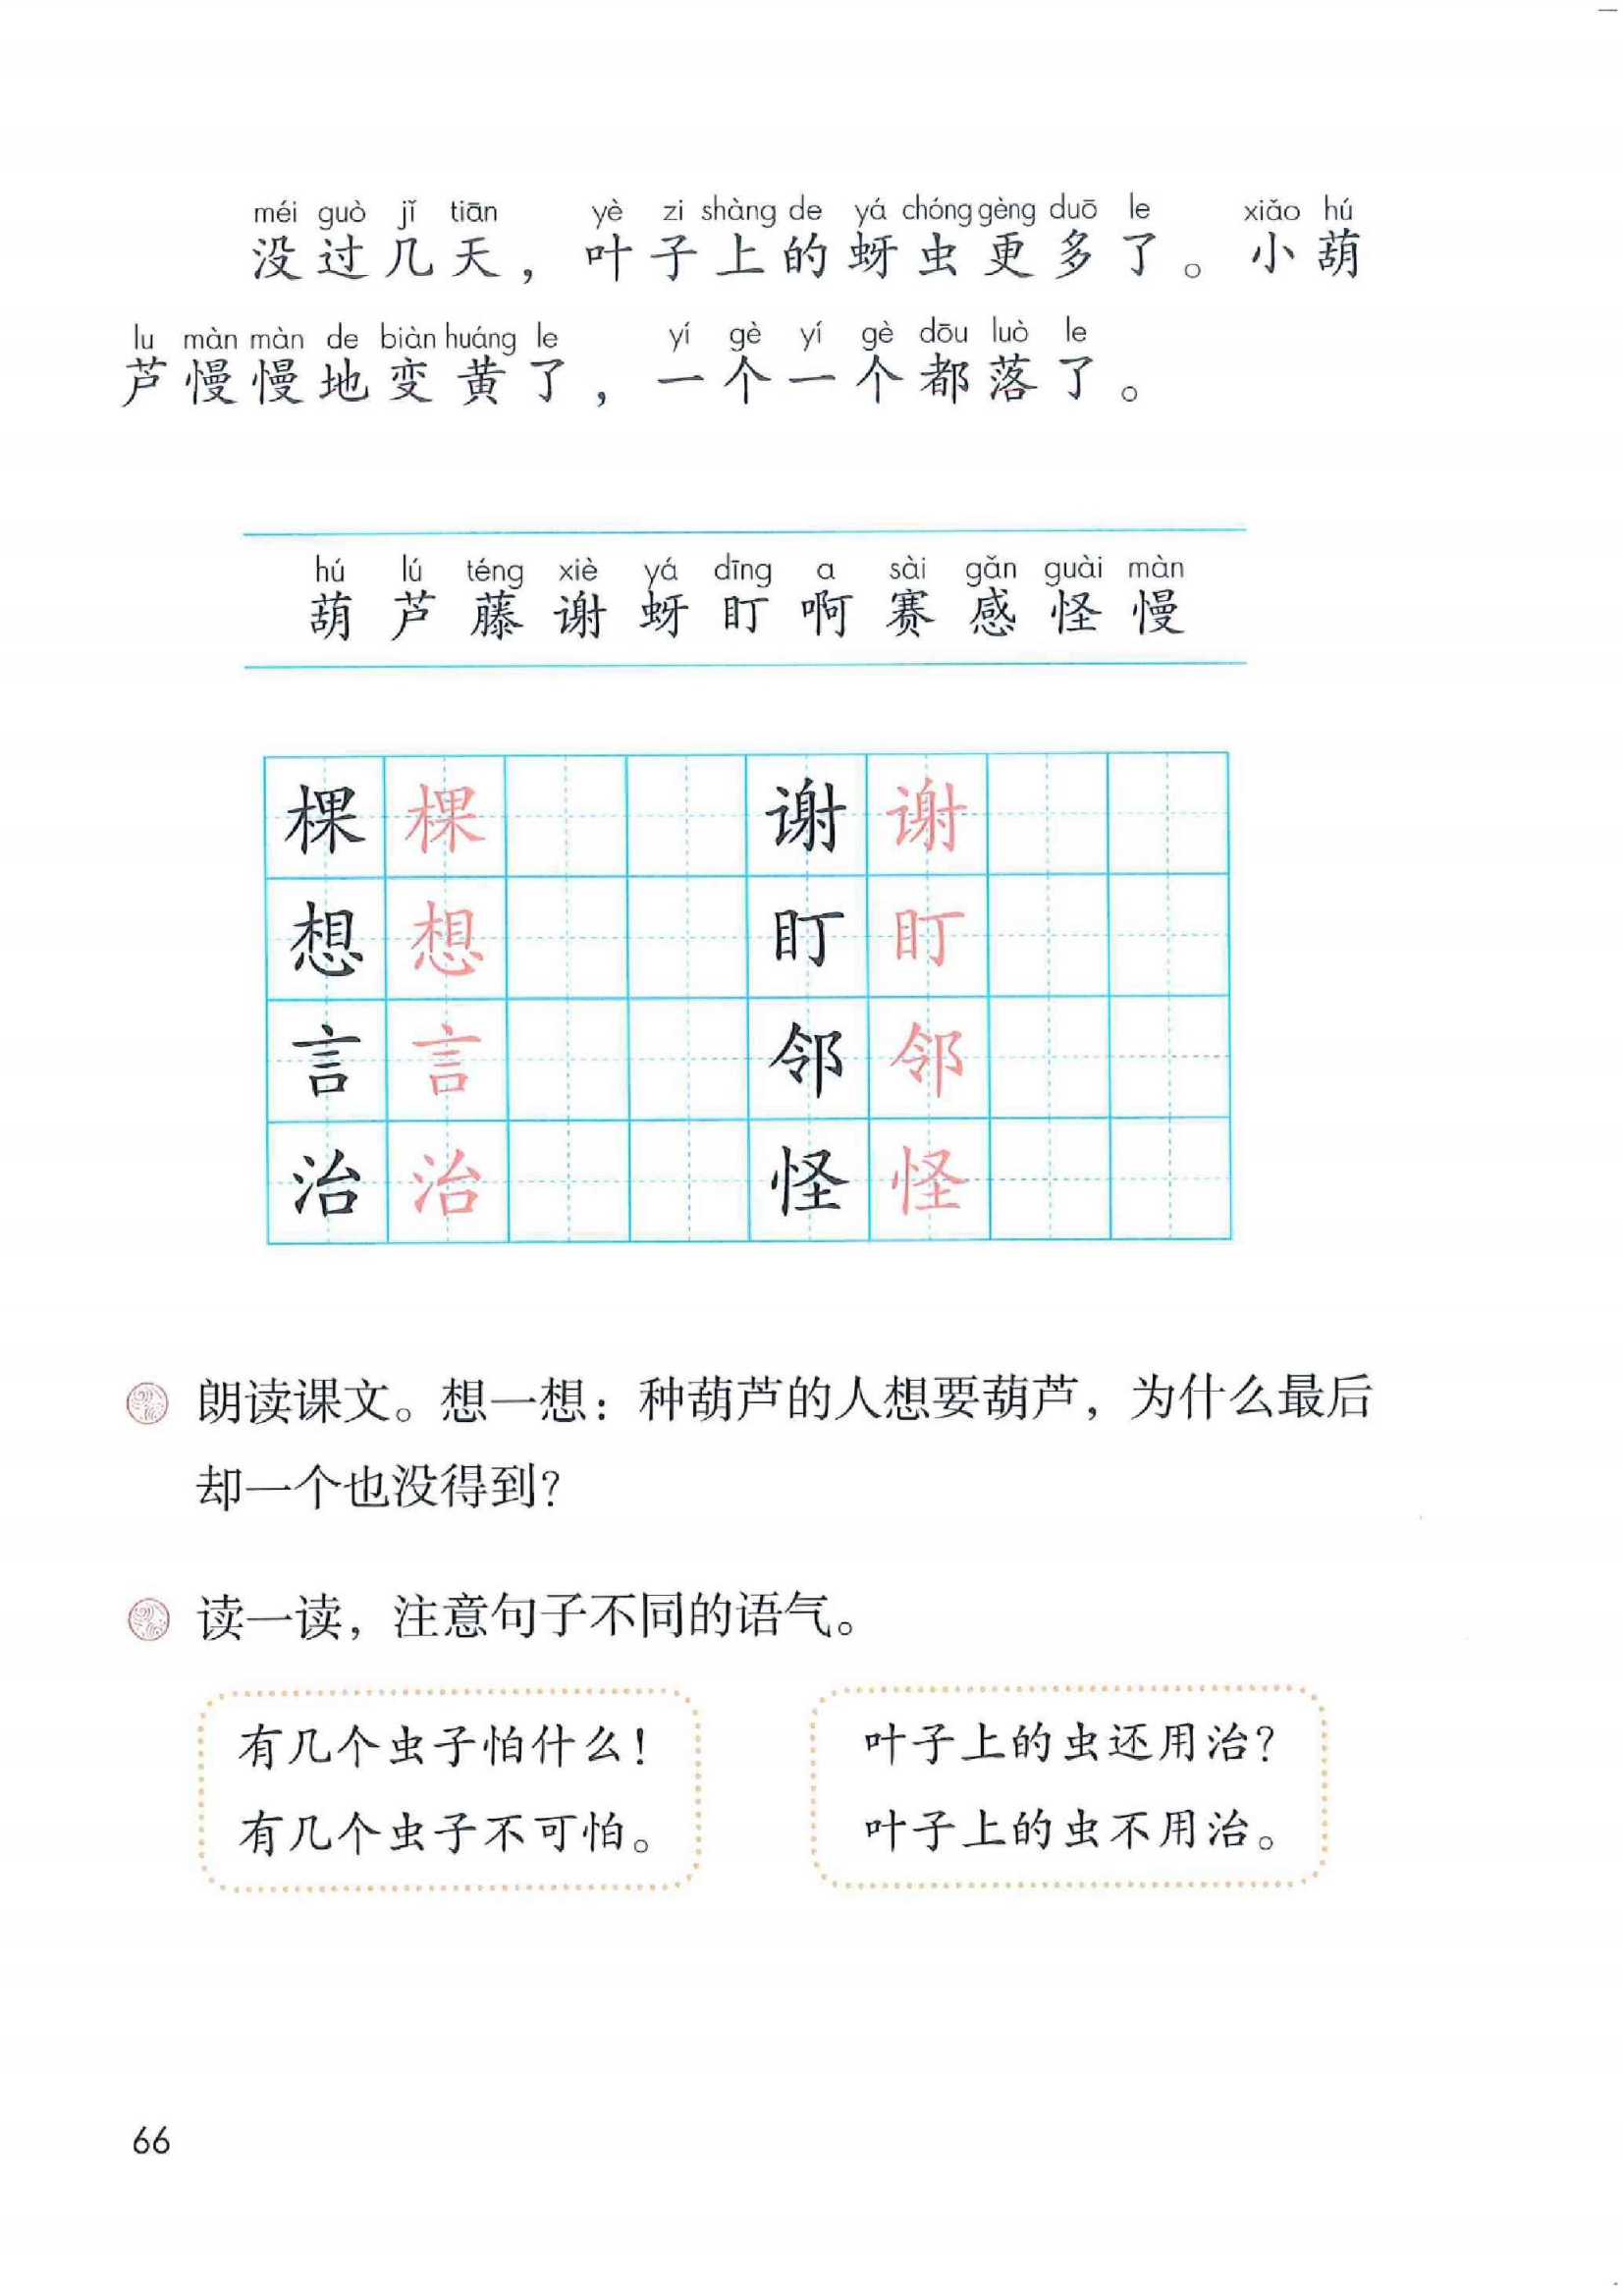 méi guò jǐ tiān yè zi shàng de yá chóng gèng duō le xiǎo hú
没过几天，叶子上的蚜虫更多了。小葫
lu màn màn de biàn huáng le yí gè yí gè dōu luò le
芦慢慢地变黄了，一个一个都落了。
hú lú téng xiè yá dīng a sài gǎn guài màn
葫 芦 藤 谢 蚜 盯 啊 赛 感 怪 慢
棵 棵 谢 谢
想 想 盯 盯
言 言 邻 邻
治 治 怪 怪
朗读课文。想一想：种葫芦的人想要葫芦，为什么最后
却一个也没得到？
读一读，注意句子不同的语气。
有几个虫子怕什么！
有几个虫子不可怕。
叶子上的虫还用治？
叶子上的虫不用治。
66